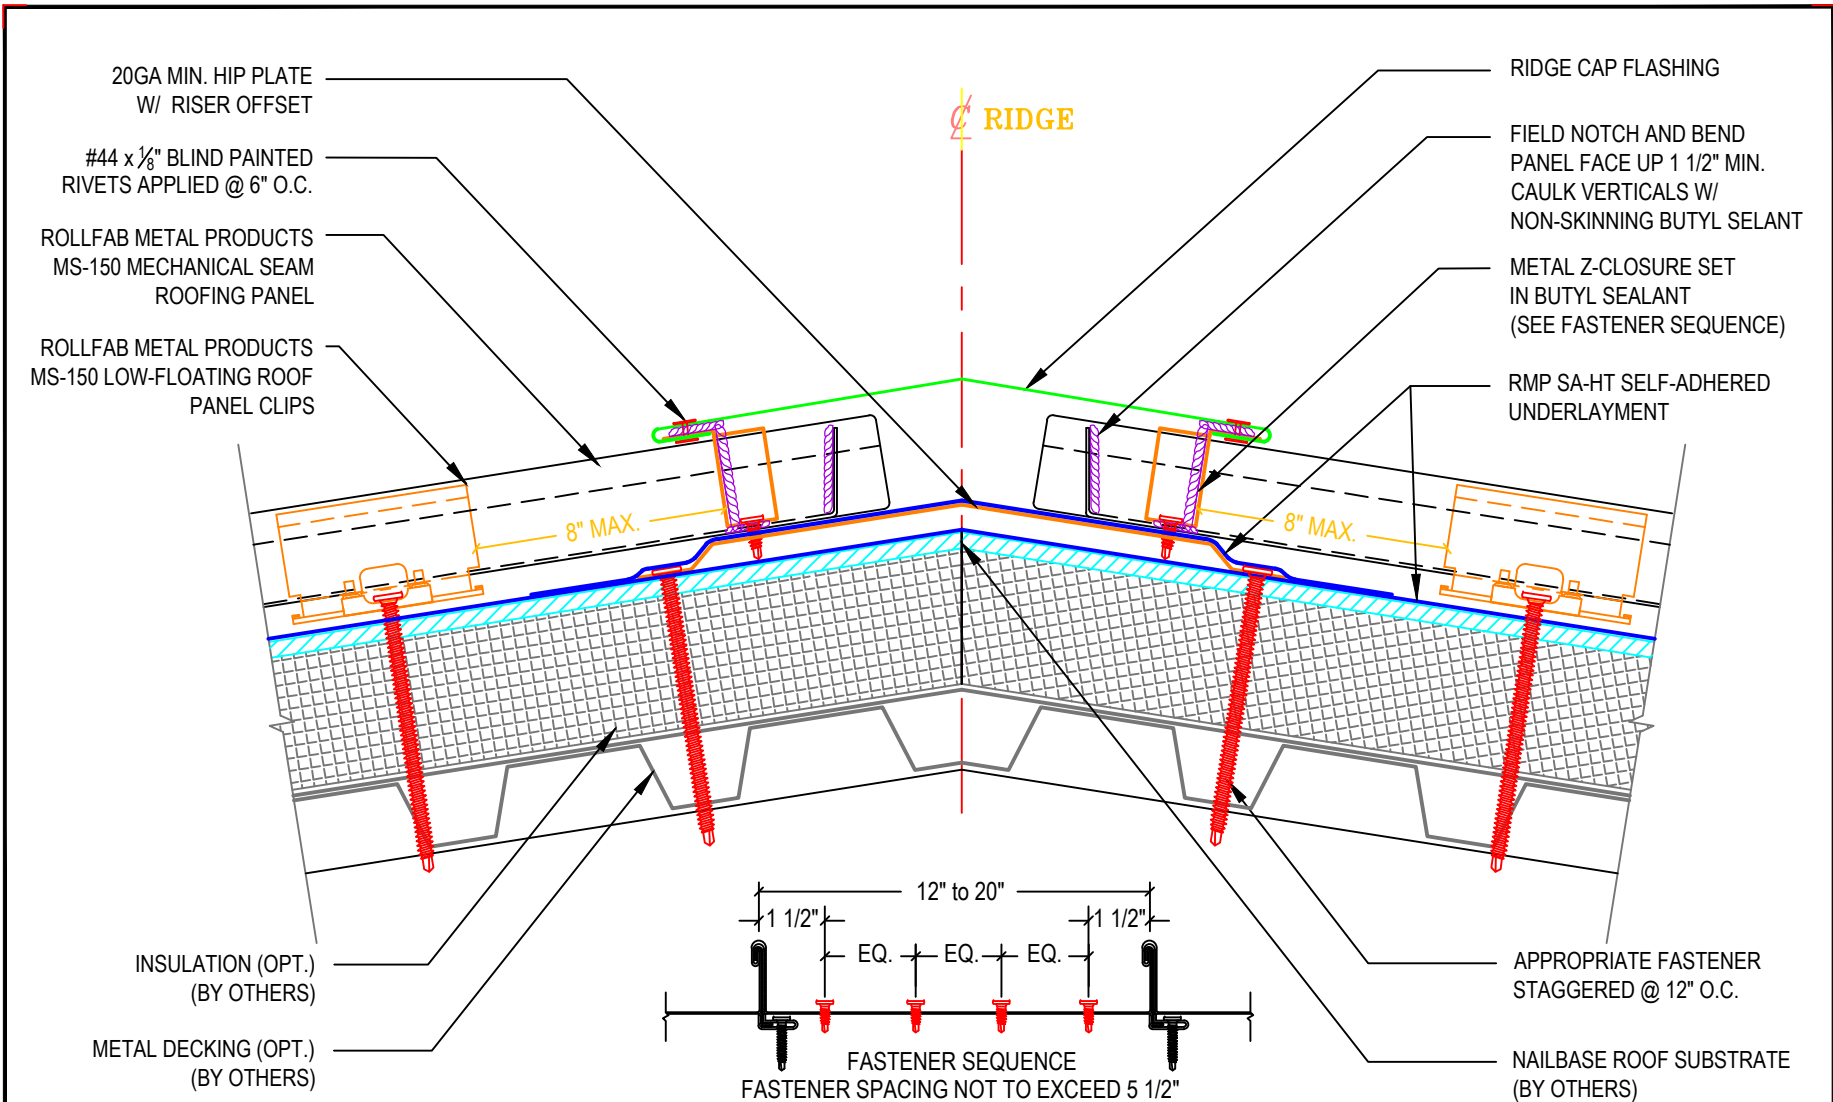 20GA MIN. HIP PLATE
W/ RISER OFFSET
#44 x 1/8" BLIND PAINTED
RIVETS APPLIED @ 6" O.C.
ROLLFAB METAL PRODUCTS
MS-150 MECHANICAL SEAM
ROOFING PANEL
ROLLFAB METAL PRODUCTS
MS-150 LOW-FLOATING ROOF
PANEL CLIPS
INSULATION (OPT.)
(BY OTHERS)
METAL DECKING (OPT.)
(BY OTHERS)
℄ RIDGE
8" MAX.
8" MAX.
12" to 20"
1 1/2"
1 1/2"
EQ.
EQ.
EQ.
FASTENER SEQUENCE
FASTENER SPACING NOT TO EXCEED 5 1/2"
RIDGE CAP FLASHING
FIELD NOTCH AND BEND
PANEL FACE UP 1 1/2" MIN.
CAULK VERTICALS W/
NON-SKINNING BUTYL SELANT
METAL Z-CLOSURE SET
IN BUTYL SEALANT
(SEE FASTENER SEQUENCE)
RMP SA-HT SELF-ADHERED
UNDERLAYMENT
APPROPRIATE FASTENER
STAGGERED @ 12" O.C.
NAILBASE ROOF SUBSTRATE
(BY OTHERS)